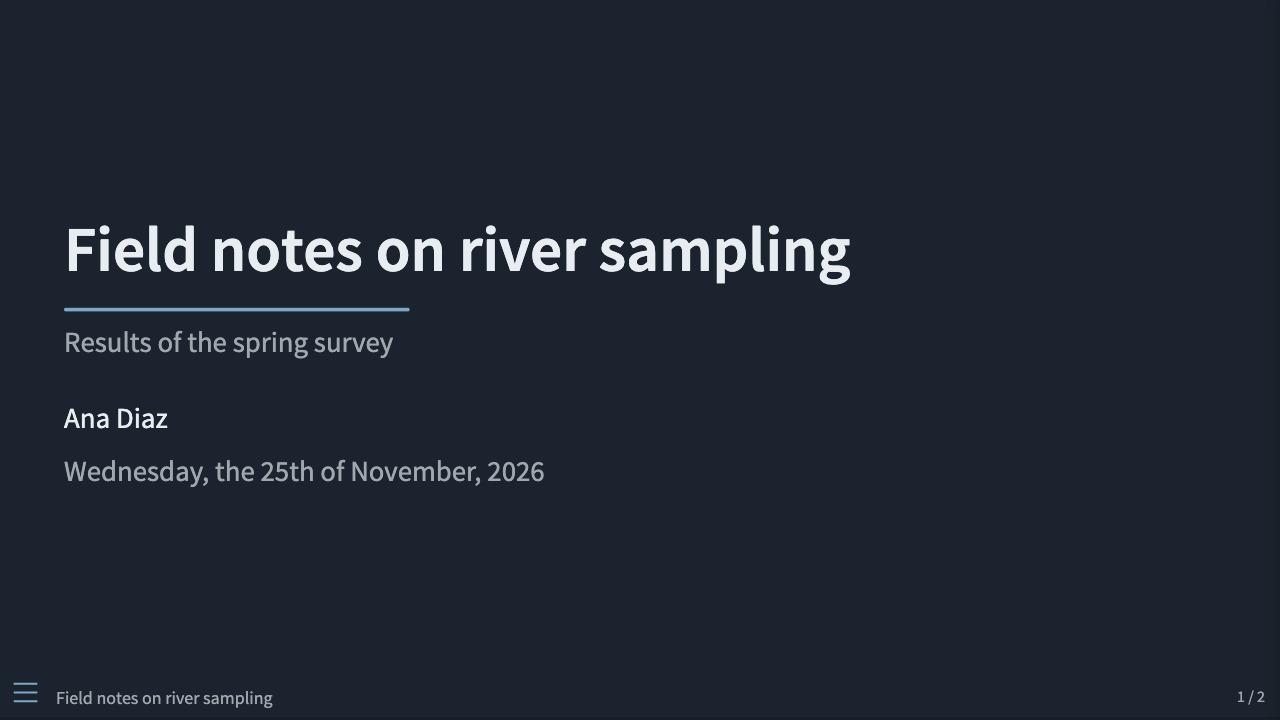 Field notes on river sampling
Results of the spring survey
Ana Diaz
Wednesday, the 25th of November, 2026
Field notes on river sampling
1 / 2